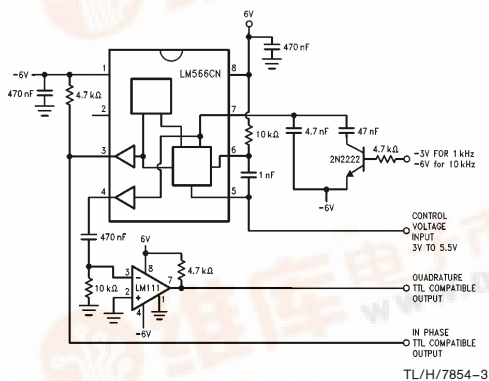 6V
470 nF
LM566CN
-6V
1
8
470 nF
4.7 kΩ
2
7
10 kΩ
4.7 nF
47 nF
4.7 kΩ
3
6
2N2222
-3V FOR 1 kHz
-6V for 10 kHz
1 nF
4
5
-6V
CONTROL
VOLTAGE
INPUT
3V TO 5.5V
470 nF
6V
4.7 kΩ
10 kΩ
3
8
7
2
LM111
1
4
-6V
QUADRATURE
TTL COMPATIBLE
OUTPUT
IN PHASE
TTL COMPATIBLE
OUTPUT
TL/H/7854-3